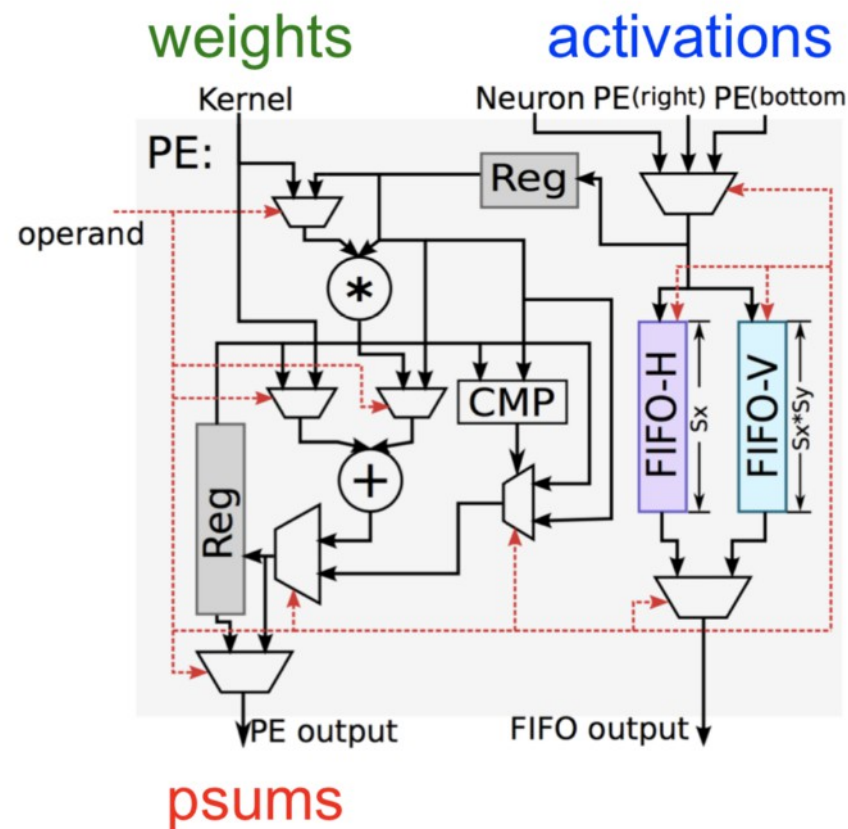 weights
activations
Kernel
Neuron PE(right) PE(bottom
PE:
Reg
operand
*
FIFO-H
Sx
FIFO-V
Sx*Sy
CMP
+
Reg
PE output
FIFO output
psums